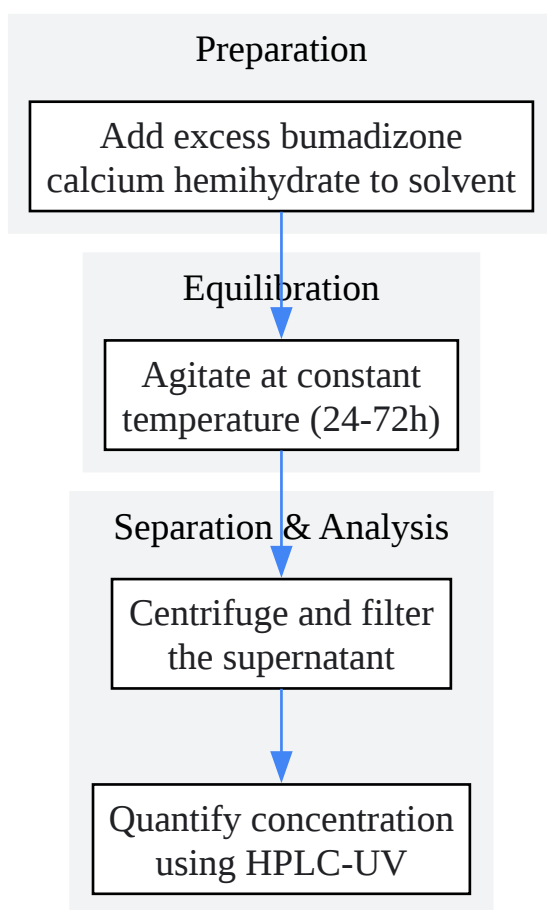 Preparation
Add excess bumadizone
calcium hemihydrate to solvent
Equilibration
Agitate at constant
temperature (24-72h)
Separation & Analysis
Centrifuge and filter
the supernatant
Quantify concentration
using HPLC-UV